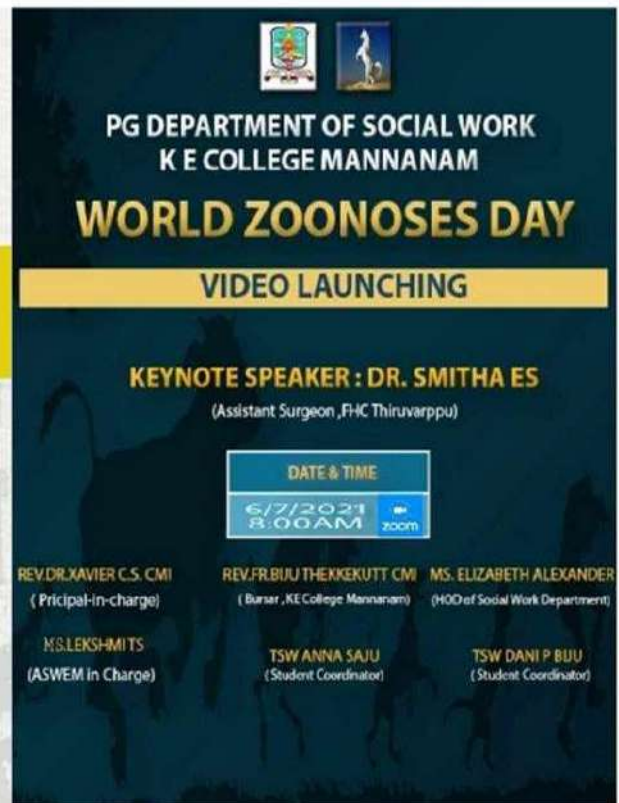 PG DEPARTMENT OF SOCIAL WORK
K E COLLEGE MANNANAM
WORLD ZOONOSES DAY
VIDEO LAUNCHING
KEYNOTE SPEAKER : DR. SMITHA ES
(Assistant Surgeon ,FHC Thiruvarppu)
DATE & TIME
6/7/2021
8:00AM
zoom
REV.DR.XAVIER C.S. CMI
( Pricipal-in-charge)
REV.FR.BIJU THEKKEKUTT CMI
( Bursar ,KE College Mannanam)
MS. ELIZABETH ALEXANDER
(HOD of Social Work Department)
MS.LEKSHMI TS
(ASWEM in Charge)
TSW ANNA SAJU
( Student Coordinator)
TSW DANI P BIJU
( Student Coordinator)